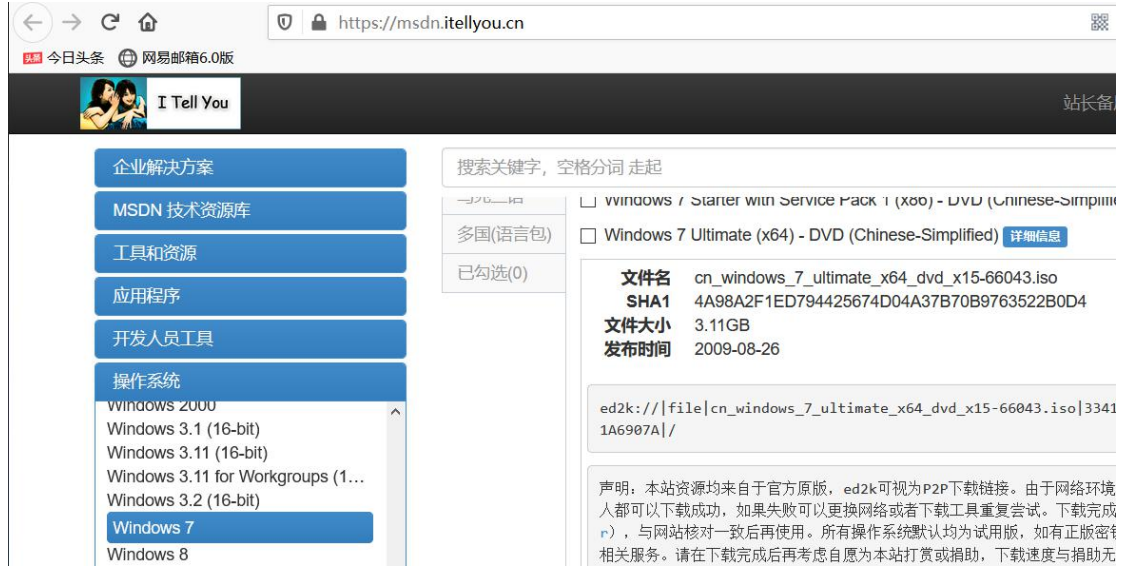 https://msdn.itellyou.cn
头条 今日头条 网易邮箱6.0版
I Tell You
站长备
企业解决方案
MSDN 技术资源库
工具和资源
应用程序
开发人员工具
操作系统
Windows 2000
Windows 3.1 (16-bit)
Windows 3.11 (16-bit)
Windows 3.11 for Workgroups (1...
Windows 3.2 (16-bit)
Windows 7
Windows 8
搜索关键字，空格分词 走起
多国(语言包)
已勾选(0)
Windows 7 Starter with Service Pack 1 (x86) - DVD (Chinese-Simplifie
Windows 7 Ultimate (x64) - DVD (Chinese-Simplified) 详细信息
文件名 cn_windows_7_ultimate_x64_dvd_x15-66043.iso
SHA1 4A98A2F1ED794425674D04A37B70B9763522B0D4
文件大小 3.11GB
发布时间 2009-08-26
ed2k://|file|cn_windows_7_ultimate_x64_dvd_x15-66043.iso|3341
1A6907A|/
声明：本站资源均来自于官方原版，ed2k可视为P2P下载链接。由于网络环境
人都可以下载成功，如果失败可以更换网络或者下载工具重复尝试。下载完成
r），与网站核对一致后再使用。所有操作系统默认均为试用版，如有正版密钥
相关服务。请在下载完成后再考虑自愿为本站打赏或捐助，下载速度与捐助无